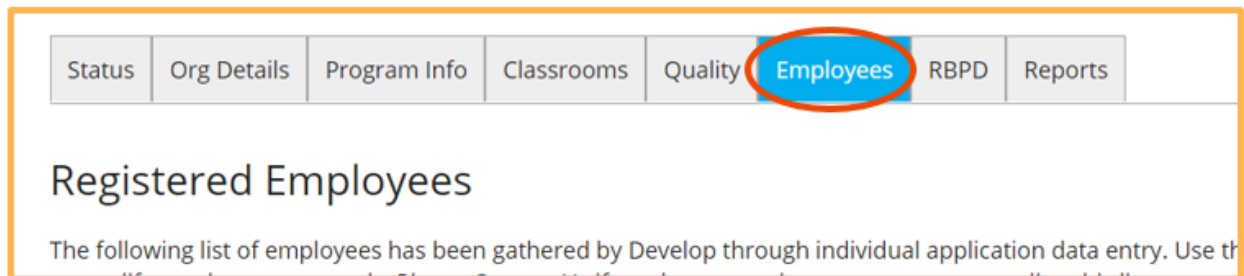 Status Org Details Program Info Classrooms Quality Employees RBPD Reports
Registered Employees
The following list of employees has been gathered by Develop through individual application data entry. Use